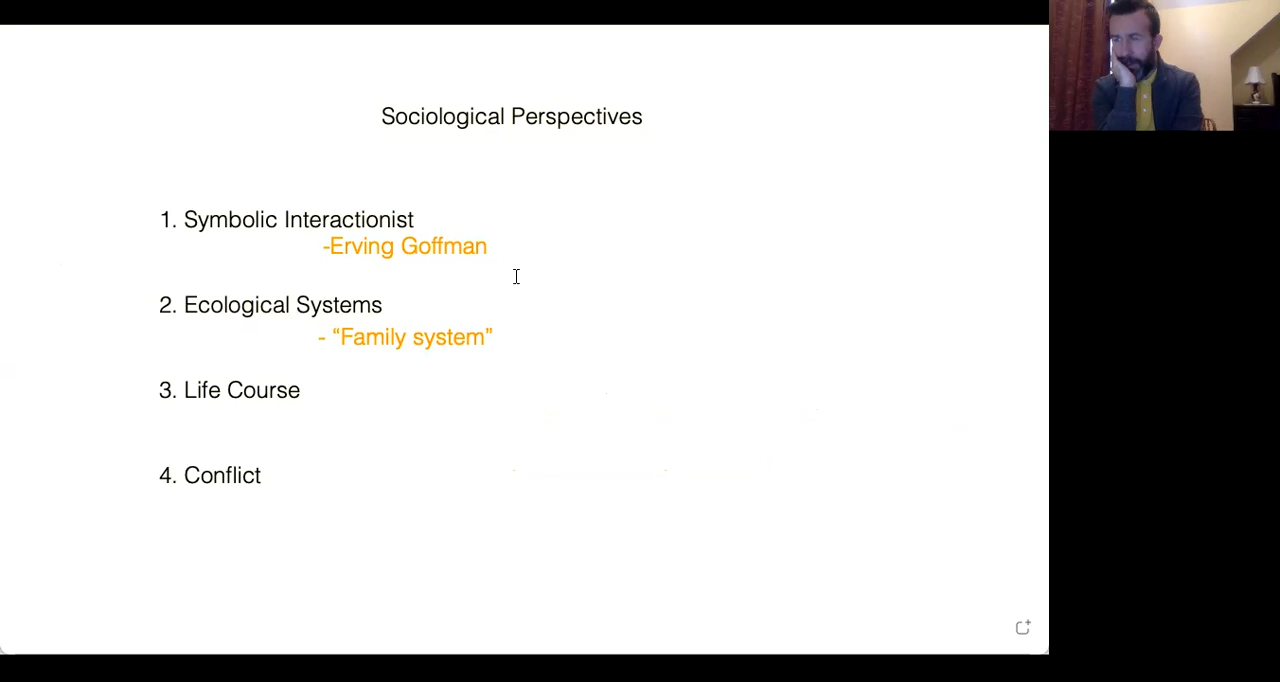 Sociological Perspectives
1. Symbolic Interactionist
-Erving Goffman
2. Ecological Systems
- “Family system”
3. Life Course
4. Conflict